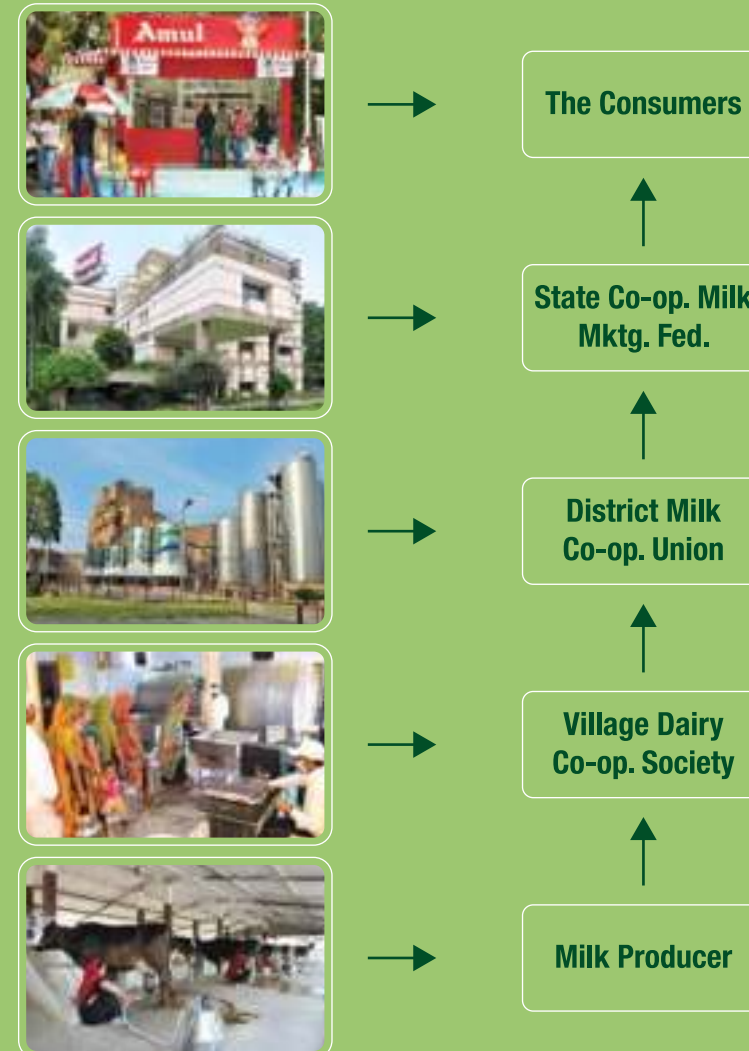 Amul
The Consumers
State Co-op. Milk
Mktg. Fed.
District Milk
Co-op. Union
Village Dairy
Co-op. Society
Milk Producer